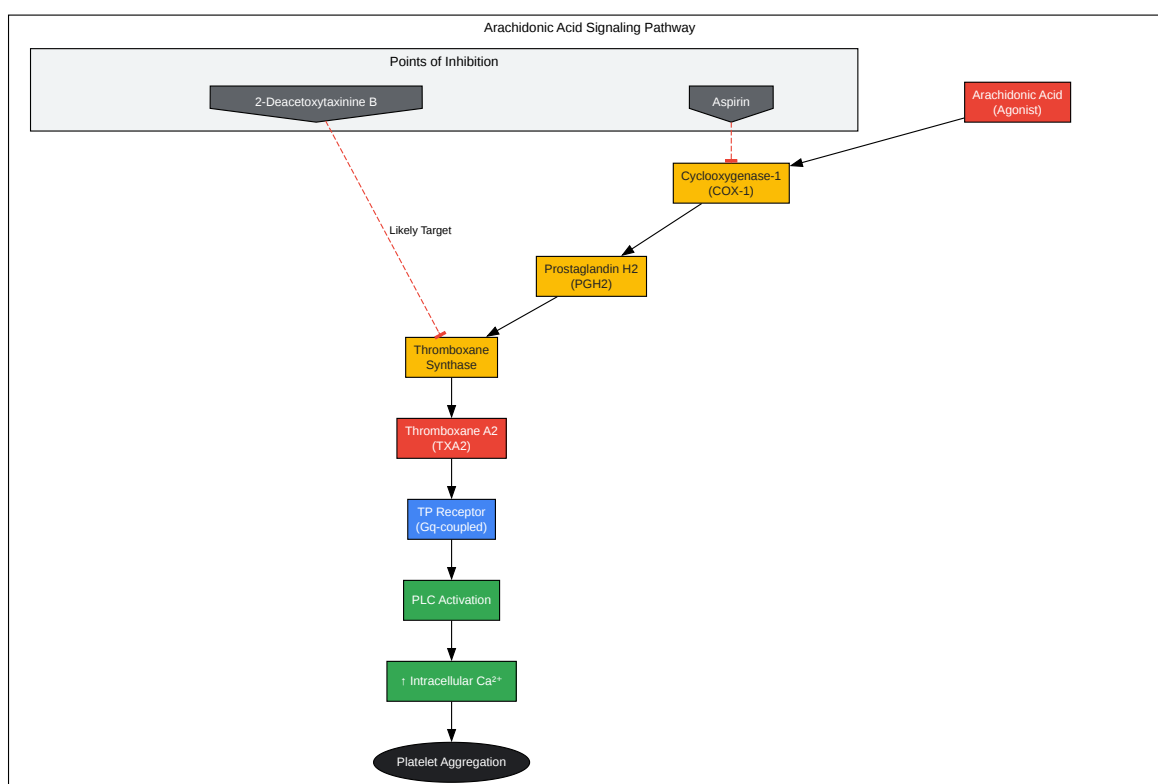 Arachidonic Acid Signaling Pathway
Points of Inhibition
2-Deacetoxytaxinine B
Aspirin
Arachidonic Acid
(Agonist)
Cyclooxygenase-1
(COX-1)
Likely Target
Prostaglandin H2
(PGH2)
Thromboxane
Synthase
Thromboxane A2
(TXA2)
TP Receptor
(Gq-coupled)
PLC Activation
↑ Intracellular Ca²⁺
Platelet Aggregation